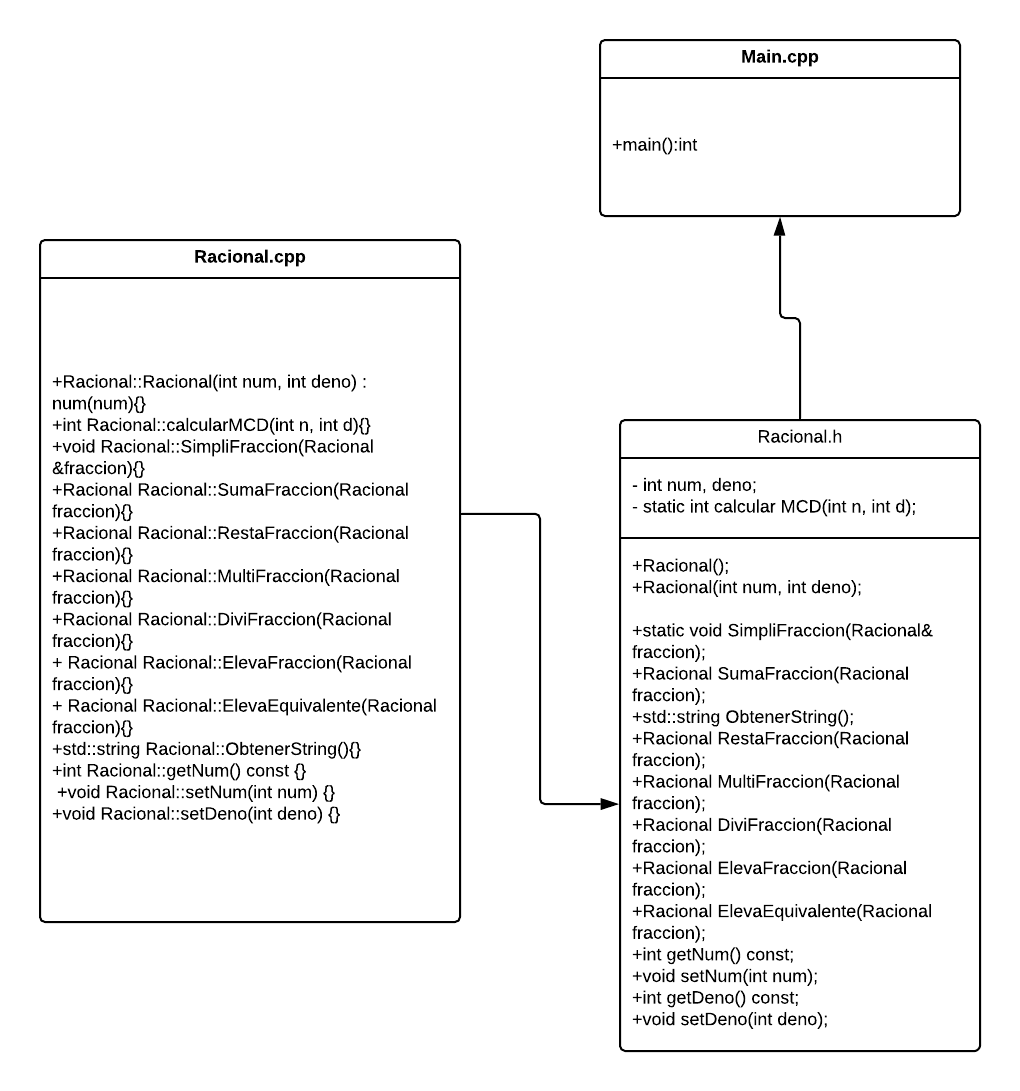 Main.cpp
+main():int
Racional.cpp
+Racional::Racional(int num, int deno) :
num(num){}
+int Racional::calcularMCD(int n, int d){}
+void Racional::SimpliFraccion(Racional
&fraccion){}
+Racional Racional::SumaFraccion(Racional
fraccion){}
+Racional Racional::RestaFraccion(Racional
fraccion){}
+Racional Racional::MultiFraccion(Racional
fraccion){}
+Racional Racional::DiviFraccion(Racional
fraccion){}
+ Racional Racional::ElevaFraccion(Racional
fraccion){}
+ Racional Racional::ElevaEquivalente(Racional
fraccion){}
+std::string Racional::ObtenerString(){}
+int Racional::getNum() const {}
+void Racional::setNum(int num) {}
+void Racional::setDeno(int deno) {}
Racional.h
- int num, deno;
- static int calcular MCD(int n, int d);
+Racional();
+Racional(int num, int deno);
+static void SimpliFraccion(Racional&
fraccion);
+Racional SumaFraccion(Racional
fraccion);
+std::string ObtenerString();
+Racional RestaFraccion(Racional
fraccion);
+Racional MultiFraccion(Racional
fraccion);
+Racional DiviFraccion(Racional
fraccion);
+Racional ElevaFraccion(Racional
fraccion);
+Racional ElevaEquivalente(Racional
fraccion);
+int getNum() const;
+void setNum(int num);
+int getDeno() const;
+void setDeno(int deno);